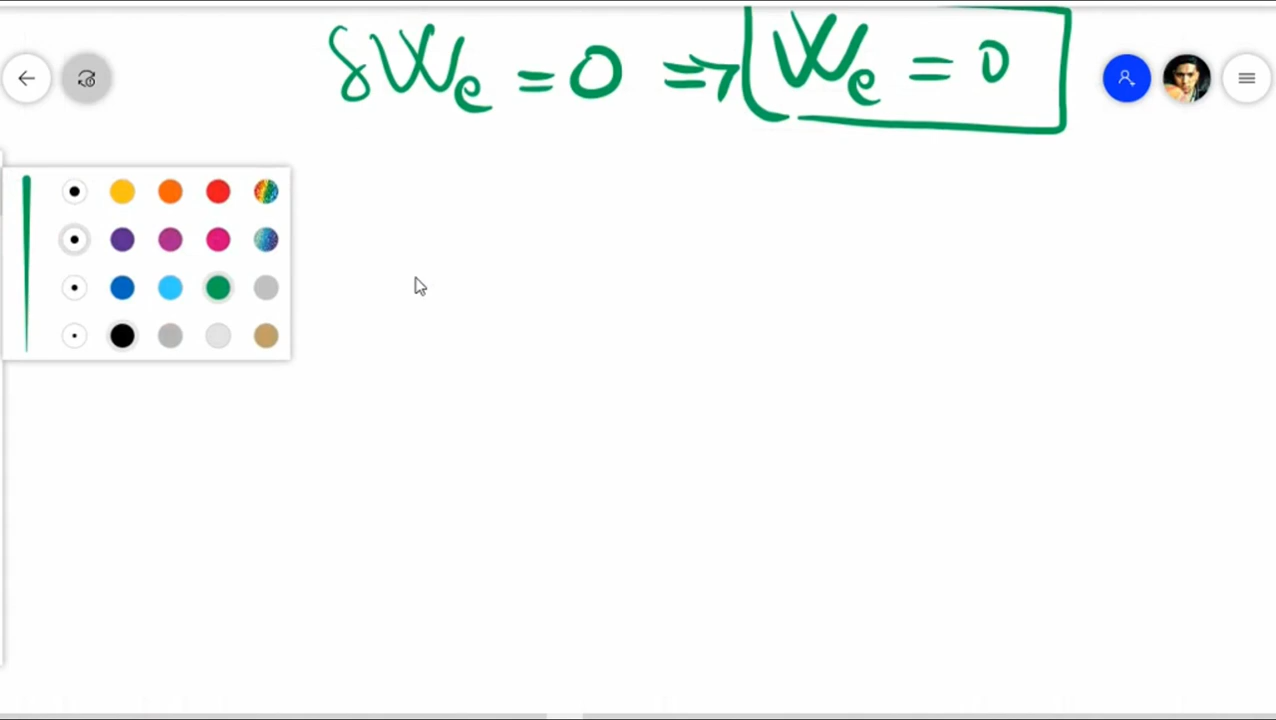 δW_e = 0 ⇒ W_e = 0